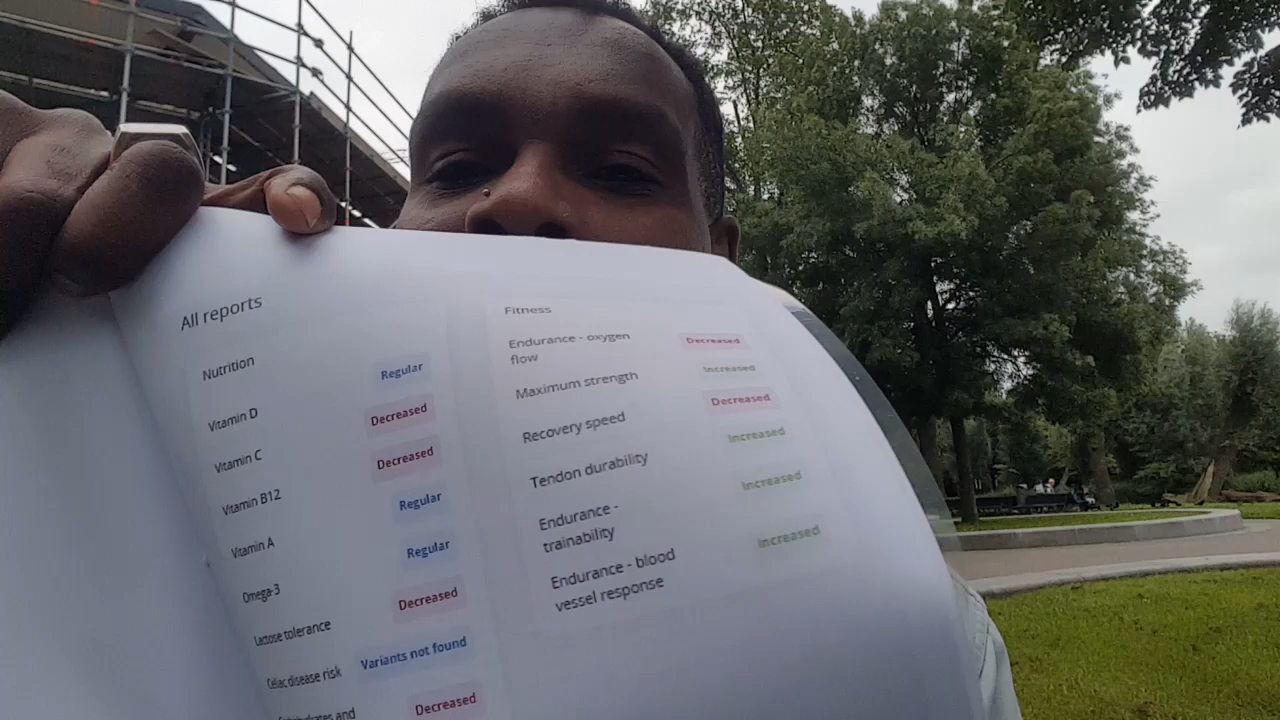 All reports
Nutrition
Vitamin D Regular
Vitamin C Decreased
Vitamin B12 Decreased
Vitamin A Regular
Omega-3 Regular
Lactose tolerance Decreased
Celiac disease risk Variants not found
and Decreased
Fitness
Endurance - oxygen Decreased
flow
Maximum strength Increased
Recovery speed Decreased
Tendon durability Increased
Endurance - Increased
trainability
Endurance - blood Increased
vessel response